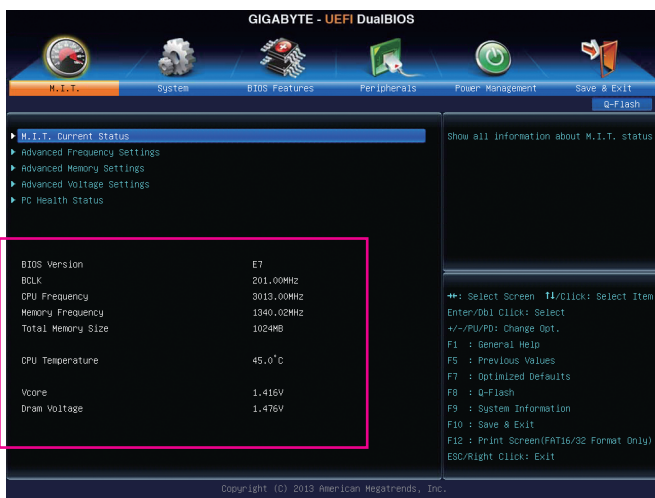 GIGABYTE - UEFI DualBIOS
M.I.T. System BIOS Features Peripherals Power Management Save & Exit
Q-Flash
M.I.T. Current Status
Advanced Frequency Settings
Advanced Memory Settings
Advanced Voltage Settings
PC Health Status
Show all information about M.I.T. status
BIOS Version E7
BCLK 201.00MHz
CPU Frequency 3013.00MHz
Memory Frequency 1340.02MHz
Total Memory Size 1024MB
CPU Temperature 45.0°C
Vcore 1.416V
Dram Voltage 1.476V
→←: Select Screen ↑↓/Click: Select Item
Enter/Dbl Click: Select
+/-/PU/PD: Change Opt.
F1 : General Help
F5 : Previous Values
F7 : Optimized Defaults
F8 : Q-Flash
F9 : System Information
F10 : Save & Exit
F12 : Print Screen(FAT16/32 Format Only)
ESC/Right Click: Exit
Copyright (C) 2013 American Megatrends, Inc.